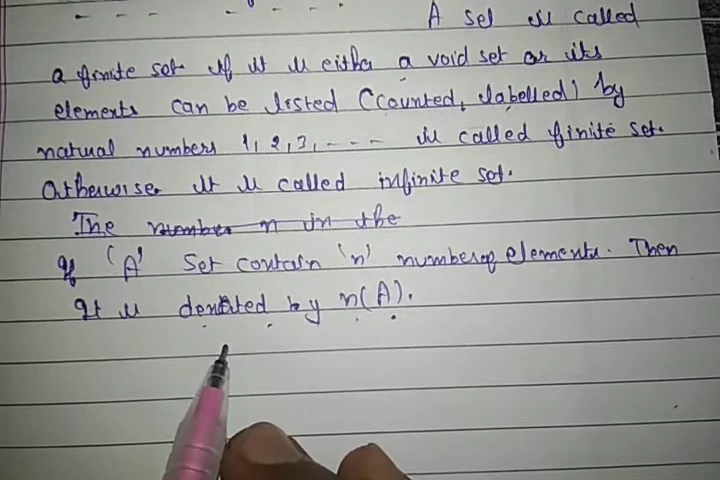 A set is called
a finite set if it is either a void set or its
elements can be listed (counted, labelled) by
natual numbers 1, 2, 3, - - - - is called finite set.
Otherwise. It is called infinite set.
The number n in the
If 'A' Set contain 'n' number of elements. Then
It is denoted by n(A).